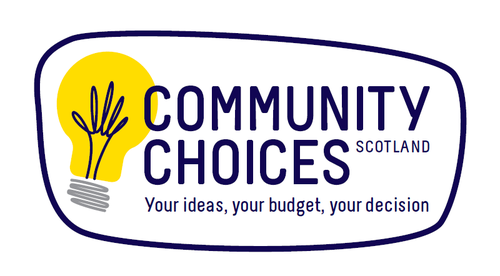 COMMUNITY
CHOICES SCOTLAND
Your ideas, your budget, your decision